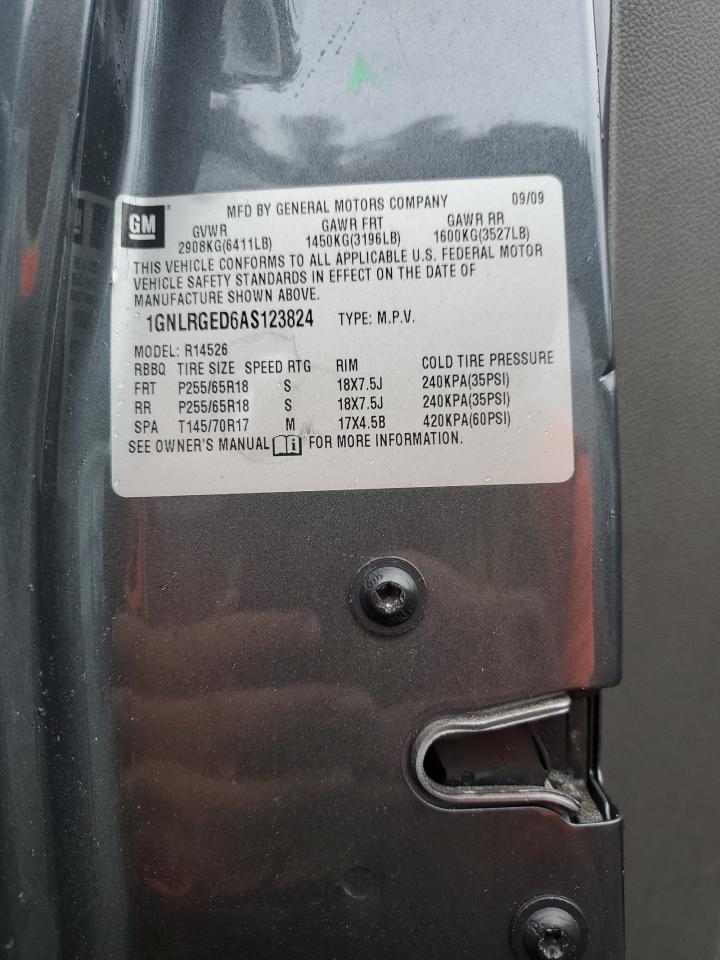 GM
MFD BY GENERAL MOTORS COMPANY 09/09
GVWR GAWR FRT GAWR RR
2908KG(6411LB) 1450KG(3196LB) 1600KG(3527LB)
THIS VEHICLE CONFORMS TO ALL APPLICABLE U.S. FEDERAL MOTOR
VEHICLE SAFETY STANDARDS IN EFFECT ON THE DATE OF
MANUFACTURE SHOWN ABOVE.
1GNLRGED6AS123824 TYPE: M.P.V.
MODEL: R14526
RBBQ TIRE SIZE SPEED RTG RIM COLD TIRE PRESSURE
FRT P255/65R18 S 18X7.5J 240KPA(35PSI)
RR P255/65R18 S 18X7.5J 240KPA(35PSI)
SPA T145/70R17 M 17X4.5B 420KPA(60PSI)
SEE OWNER'S MANUAL FOR MORE INFORMATION.